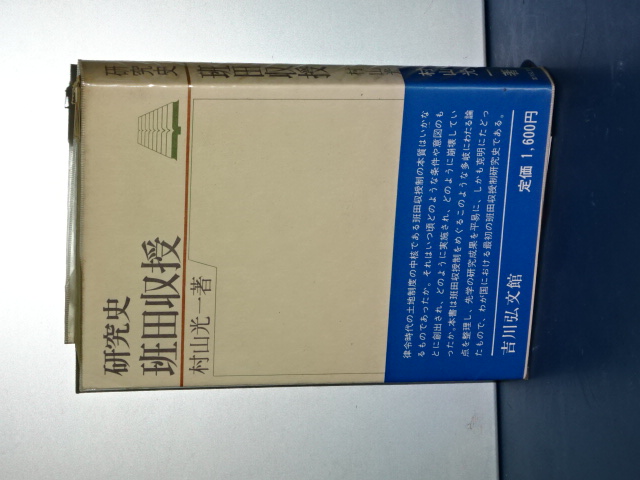 研究史
班田収授
村山光一著
律令時代の土地制度の中核である班田収授制の本質はいかな
るものであったか。それはいつ頃どのような条件や意図のも
とに創出され、どのように実施され、どのように崩壊してい
ったか。本書は班田収授制をめぐるこのような多岐にわたる論
点を整理し、先学の研究成果を平易に、しかも克明にたどっ
たもので、わが国における最初の班田収授制研究史である。
定価 1,600円
吉川弘文館
研究史
班田収授
村山
村山光一著